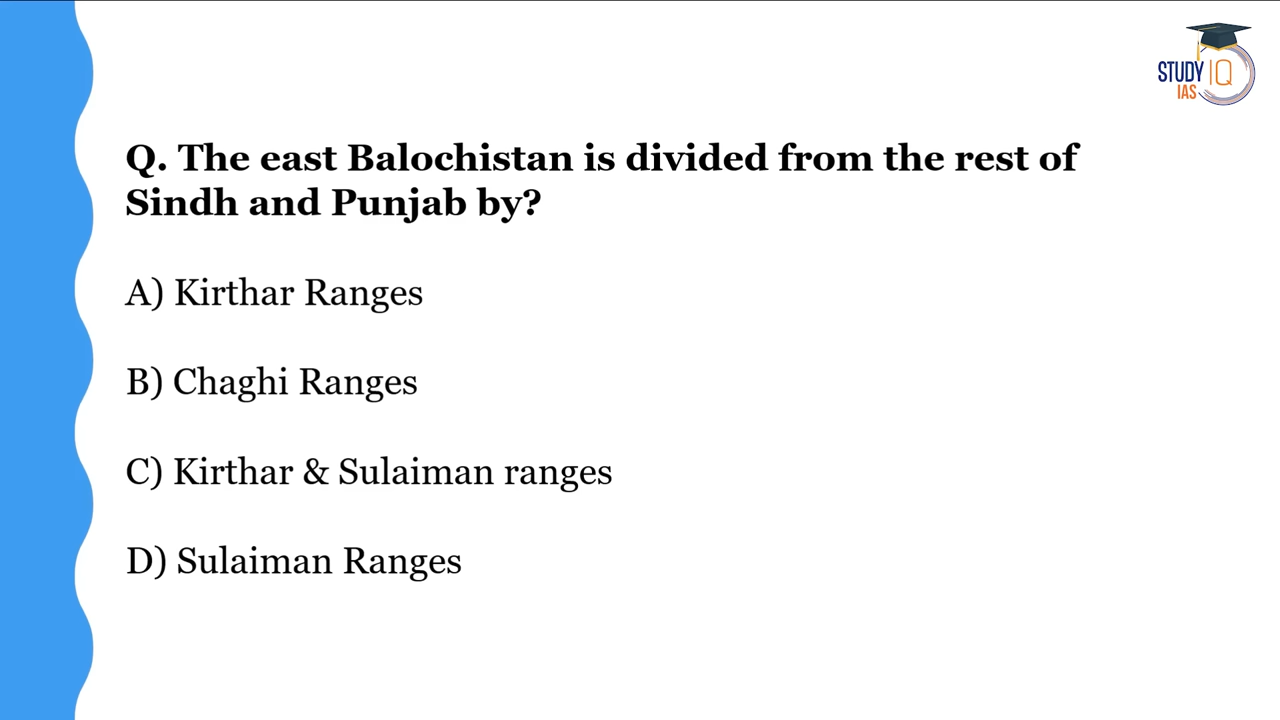 STUDY IQ
IAS
Q. The east Balochistan is divided from the rest of
Sindh and Punjab by?
A) Kirthar Ranges
B) Chaghi Ranges
C) Kirthar & Sulaiman ranges
D) Sulaiman Ranges